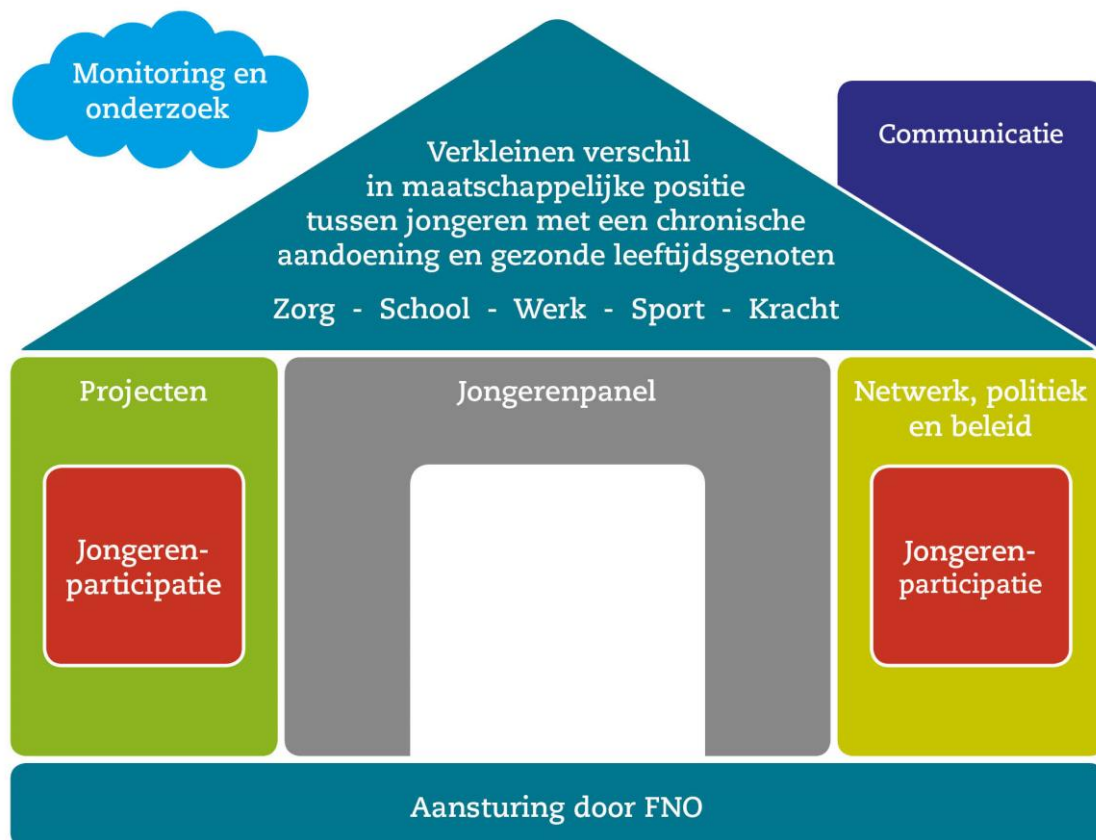 Monitoring en
onderzoek
Communicatie
Verkleinen verschil
in maatschappelijke positie
tussen jongeren met een chronische
aandoening en gezonde leeftijdsgenoten
Zorg - School - Werk - Sport - Kracht
Projecten
Jongeren-
participatie
Jongerenpanel
Netwerk, politiek
en beleid
Jongeren-
participatie
Aansturing door FNO